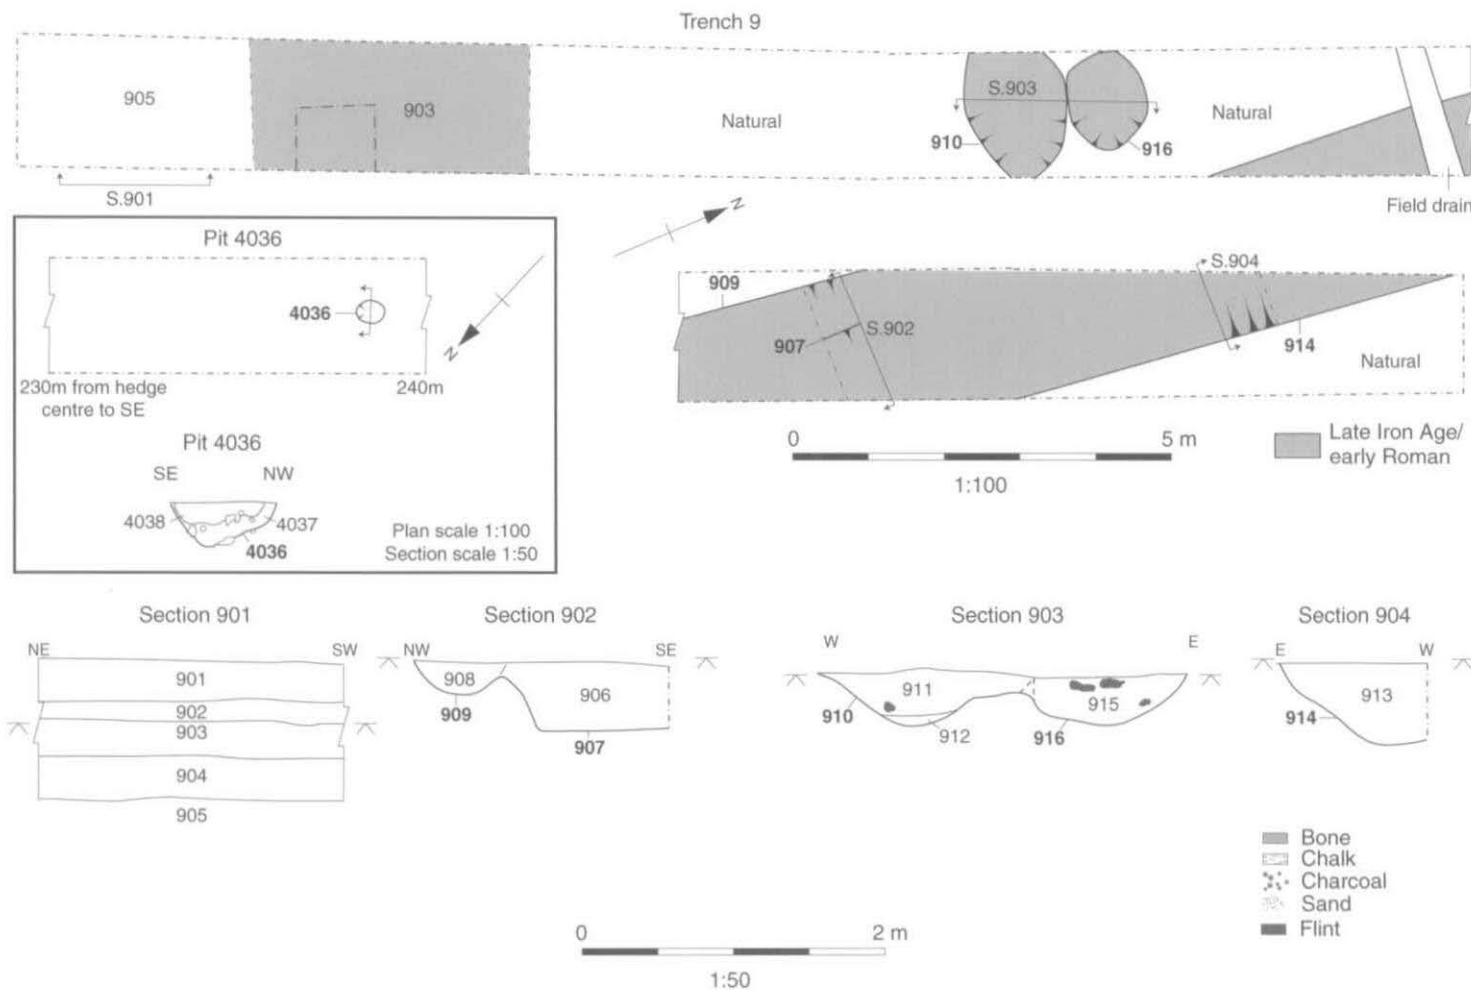 Trench 9
905
903
Natural
S.903
910
916
Natural
S.901
Field drain
Pit 4036
4036
N
230m from hedge
centre to SE
240m
Pit 4036
SE
NW
4038
4037
4036
Plan scale 1:100
Section scale 1:50
N
909
S.904
907
S.902
914
Natural
0
5 m
1:100
Late Iron Age/
early Roman
Section 901
NE
SW
901
902
903
904
905
Section 902
NW
SE
908
906
909
907
Section 903
W
E
911
915
910
912
916
Section 904
E
W
913
914
Bone
Chalk
Charcoal
Sand
Flint
0
2 m
1:50